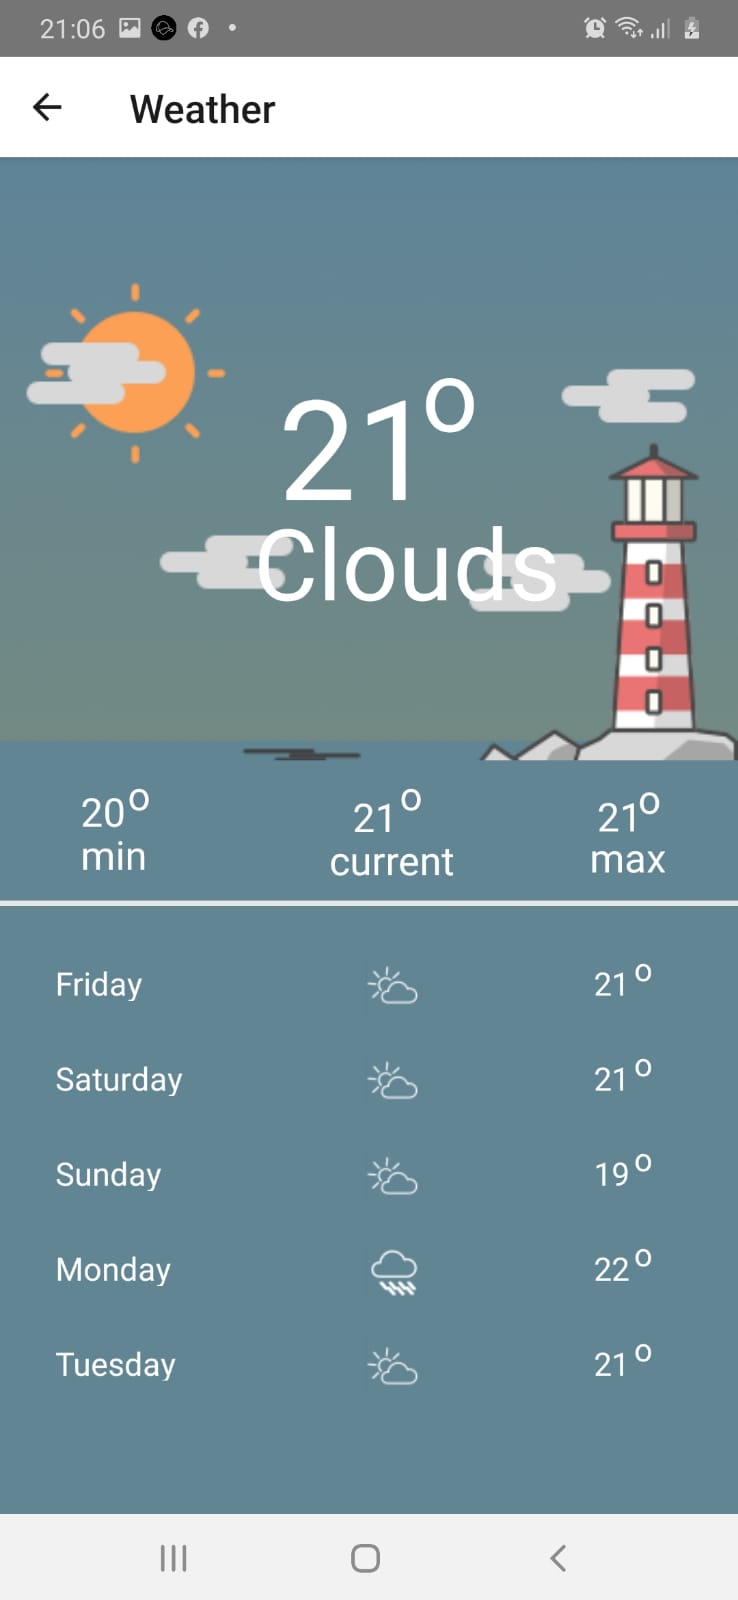 21:06
Weather
21°
Clouds
20° 21° 21°
min current max
Friday 21°
Saturday 21°
Sunday 19°
Monday 22°
Tuesday 21°